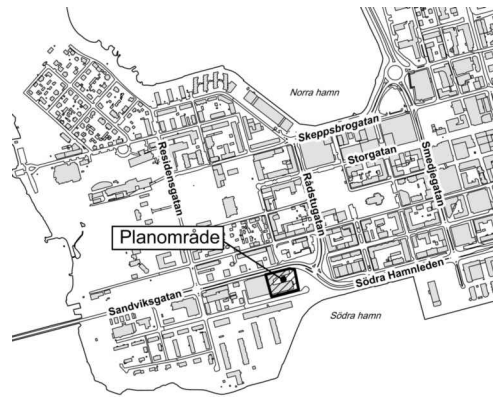 Norra hamn
Skeppsbrogatan
Storgatan
Smedjegatan
Residensgatan
Rådstugatan
Planområde
Södra Hamnleden
Sandviksgatan
Södra hamn